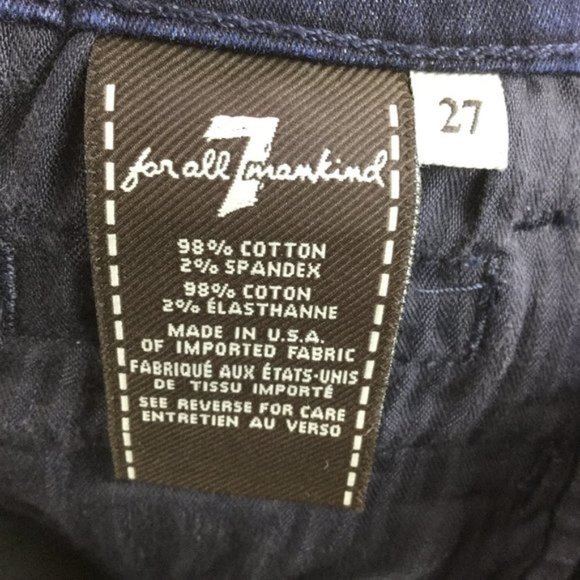 27
7
for all mankind
98% COTTON
2% SPANDEX
98% COTON
2% ÉLASTHANNE
MADE IN U.S.A.
OF IMPORTED FABRIC
FABRIQUÉ AUX ÉTATS-UNIS
DE TISSU IMPORTÉ
SEE REVERSE FOR CARE
ENTRETIEN AU VERSO